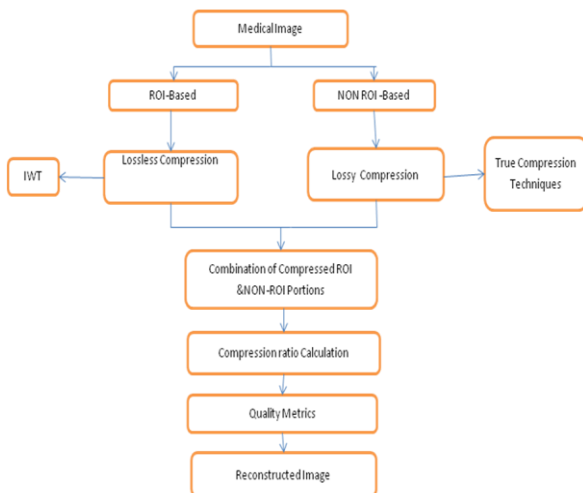 Medical Image
ROI-Based
NON ROI -Based
Lossless Compression
Lossy Compression
IWT
True Compression
Techniques
Combination of Compressed ROI
&NON-ROI Portions
Compression ratio Calculation
Quality Metrics
Reconstructed Image